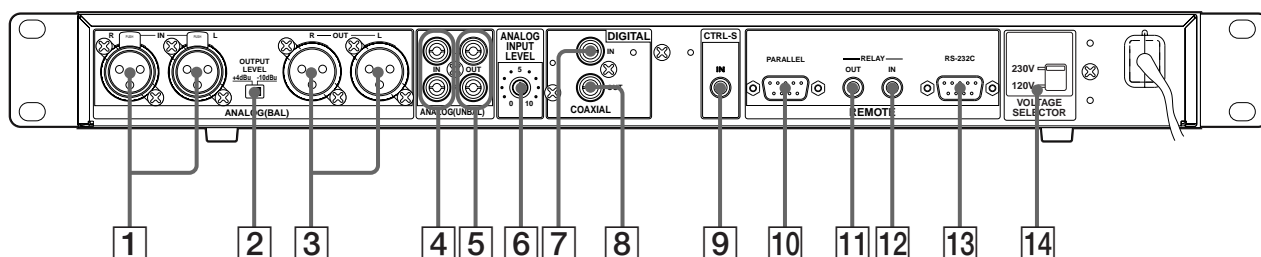 R PUSH IN PUSH L
OUTPUT
LEVEL
+4dBu -10dBu
R OUT L
ANALOG(BAL)
IN
OUT
ANALOG(UNBAL)
ANALOG
INPUT
LEVEL
5
0 10
DIGITAL
IN
COAXIAL
CTRL-S
IN
PARALLEL
RELAY
OUT IN
RS-232C
REMOTE
230V
120V
VOLTAGE
SELECTOR
1 2 3 4 5 6 7 8 9 10 11 12 13 14